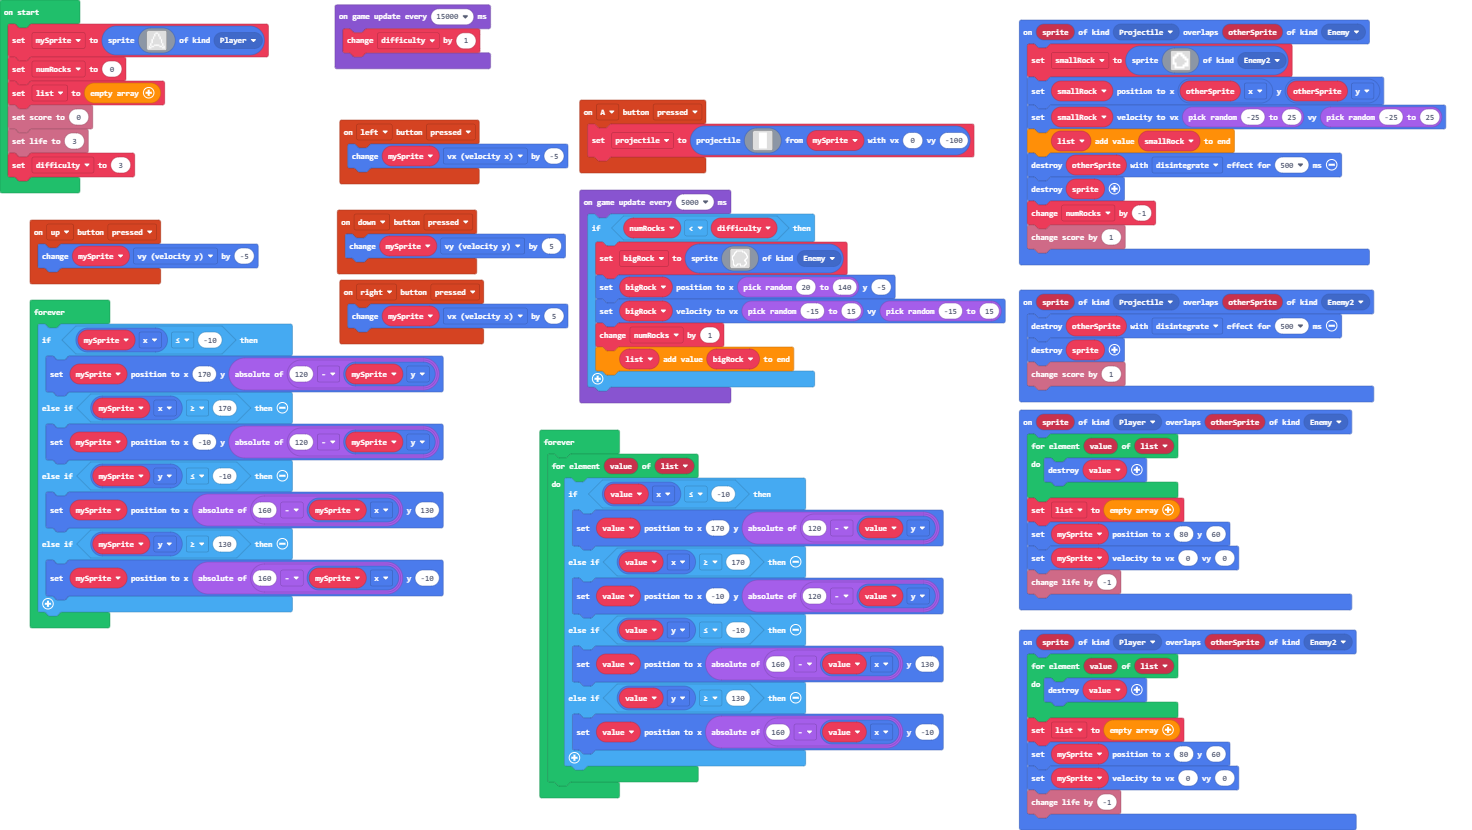 on start
set mySprite to sprite of kind Player
set numRocks to 0
set list to empty array
set score to 0
set life to 3
set difficulty to 3
on up button pressed
change mySprite vy (velocity y) by -5
forever
if mySprite x ≤ -10 then
set mySprite position to x 170 y absolute of 120 - mySprite y
else if mySprite x ≥ 170 then
set mySprite position to x -10 y absolute of 120 - mySprite y
else if mySprite y ≤ -10 then
set mySprite position to x absolute of 160 - mySprite x y 130
else if mySprite y ≥ 130 then
set mySprite position to x absolute of 160 - mySprite x y -10
on game update every 15000 ms
change difficulty by 1
on left button pressed
change mySprite vx (velocity x) by -5
on down button pressed
change mySprite vy (velocity y) by 5
on right button pressed
change mySprite vx (velocity x) by 5
on A button pressed
set projectile to projectile from mySprite with vx 0 vy -100
on game update every 5000 ms
if numRocks < difficulty then
set bigRock to sprite of kind Enemy
set bigRock position to x pick random 20 to 140 y -5
set bigRock velocity to vx pick random -15 to 15 vy pick random -15 to 15
change numRocks by 1
list add value bigRock to end
forever
for element value of list
do
if value x ≤ -10 then
set value position to x 170 y absolute of 120 - value y
else if value x ≥ 170 then
set value position to x -10 y absolute of 120 - value y
else if value y ≤ -10 then
set value position to x absolute of 160 - value x y 130
else if value y ≥ 130 then
set value position to x absolute of 160 - value x y -10
on sprite of kind Projectile overlaps otherSprite of kind Enemy
set smallRock to sprite of kind Enemy2
set smallRock position to x otherSprite x y otherSprite y
set smallRock velocity to vx pick random -25 to 25 vy pick random -25 to 25
list add value smallRock to end
destroy otherSprite with disintegrate effect for 500 ms
destroy sprite
change numRocks by -1
change score by 1
on sprite of kind Projectile overlaps otherSprite of kind Enemy2
destroy otherSprite with disintegrate effect for 500 ms
destroy sprite
change score by 1
on sprite of kind Player overlaps otherSprite of kind Enemy
for element value of list
do destroy value
set list to empty array
set mySprite position to x 80 y 60
set mySprite velocity to vx 0 vy 0
change life by -1
on sprite of kind Player overlaps otherSprite of kind Enemy2
for element value of list
do destroy value
set list to empty array
set mySprite position to x 80 y 60
set mySprite velocity to vx 0 vy 0
change life by -1